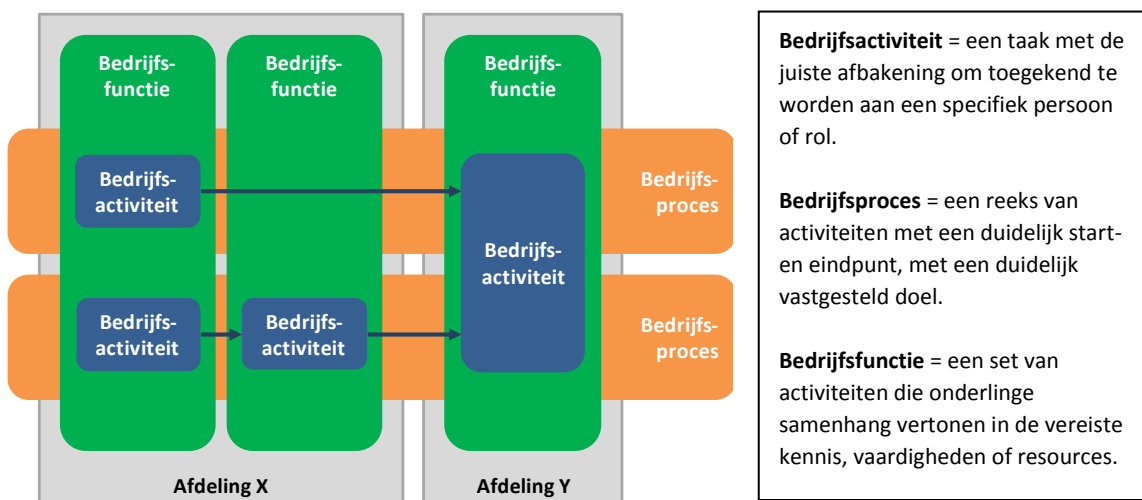 Bedrijfs-
functie
Bedrijfs-
functie
Bedrijfs-
functie
Bedrijfs-
activiteit
Bedrijfs-
proces
Bedrijfs-
activiteit
Bedrijfs-
activiteit
Bedrijfs-
activiteit
Bedrijfs-
proces
Afdeling X
Afdeling Y
Bedrijfsactiviteit = een taak met de
juiste afbakening om toegekend te
worden aan een specifiek persoon
of rol.
Bedrijfsproces = een reeks van
activiteiten met een duidelijk start-
en eindpunt, met een duidelijk
vastgesteld doel.
Bedrijfsfunctie = een set van
activiteiten die onderlinge
samenhang vertonen in de vereiste
kennis, vaardigheden of resources.